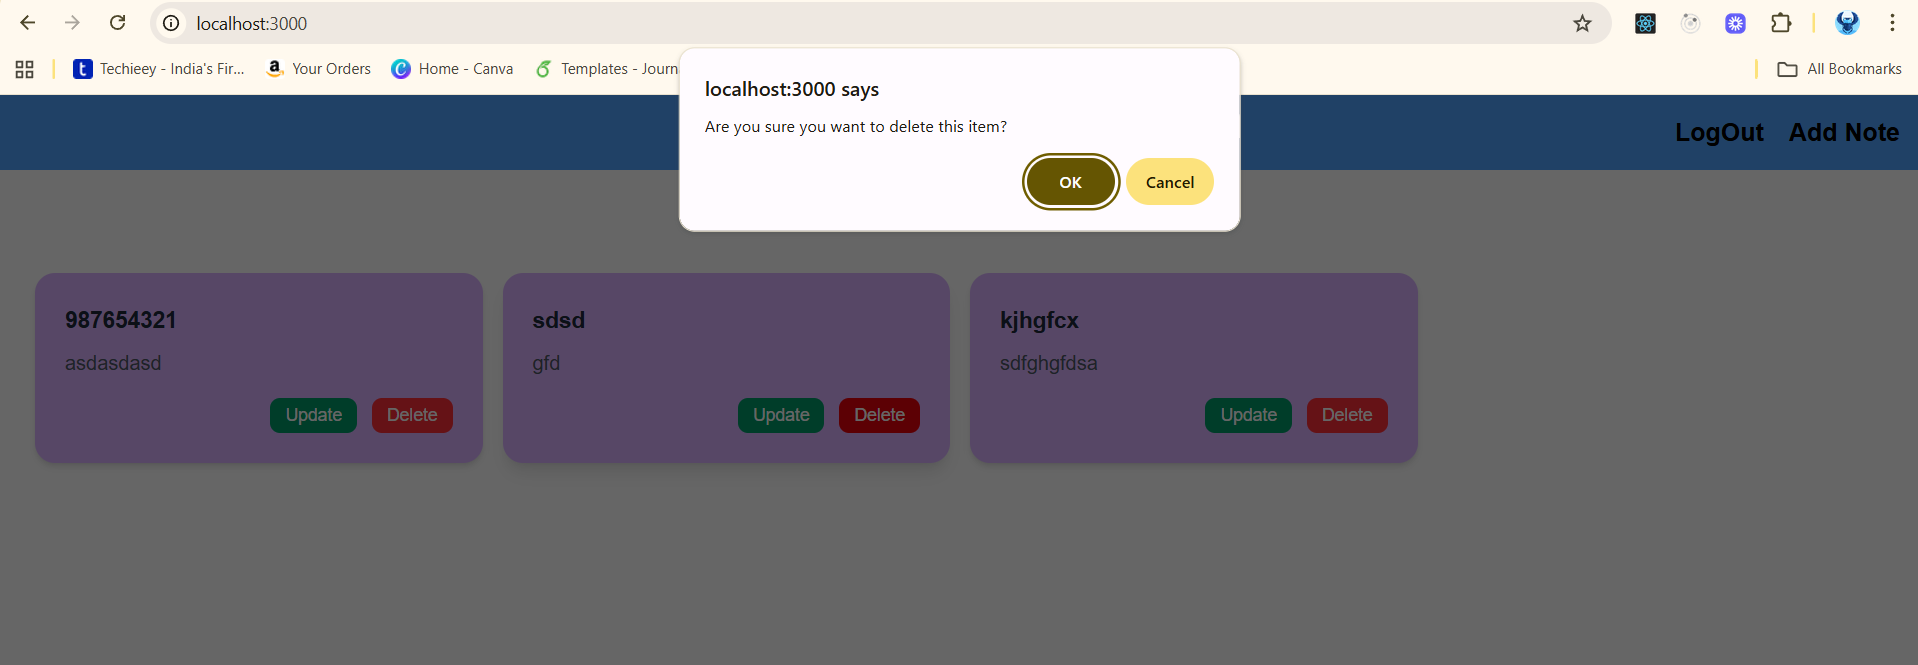 localhost:3000
Techieey - India's Fir...
Your Orders
Home - Canva
Templates - Journ
All Bookmarks
localhost:3000 says
Are you sure you want to delete this item?
OK
Cancel
LogOut
Add Note
987654321
asdasdasd
Update
Delete
sdsd
gfd
Update
Delete
kjhgfcx
sdfghgfdsa
Update
Delete